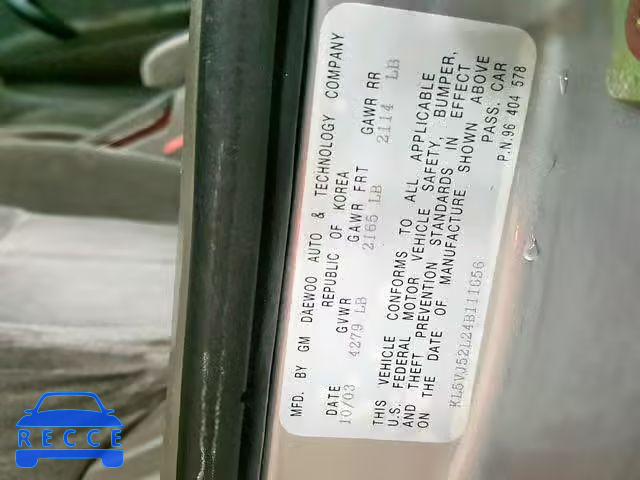 MFD. BY GM DAEWOO AUTO & TECHNOLOGY COMPANY
REPUBLIC OF KOREA
DATE GVWR GAWR FRT GAWR RR
10/03 4279 LB 2165 LB 2114 LB
THIS VEHICLE CONFORMS TO ALL APPLICABLE
U.S. FEDERAL MOTOR VEHICLE SAFETY, BUMPER,
AND THEFT PREVENTION STANDARDS IN EFFECT
ON THE DATE OF MANUFACTURE SHOWN ABOVE
PASS. CAR
KL5VJ52L24B111656
P.N.96 404 578
RECCE